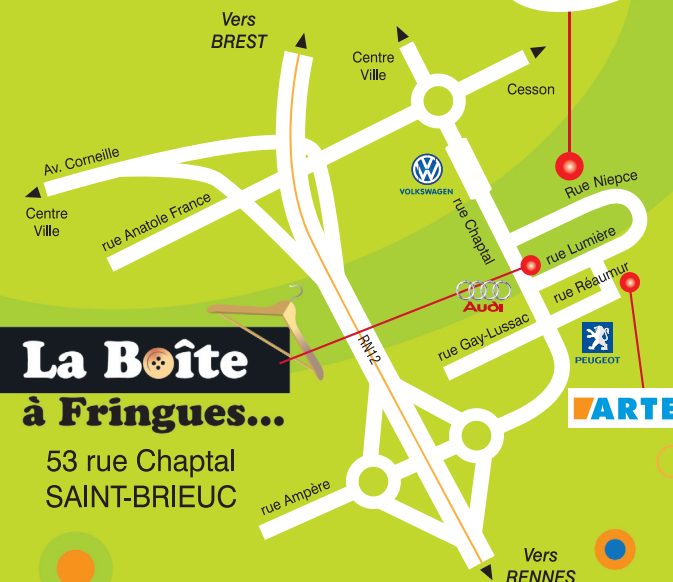 Vers
BREST
Centre
Ville
Cesson
Av. Corneille
VOLKSWAGEN
Rue Niepce
Centre
Ville
rue Anatole France
rue Chaptal
rue Lumière
rue Réaumur
Audi
RN12
rue Gay-Lussac
PEUGEOT
La Boîte
à Fringues...
ARTE
53 rue Chaptal
SAINT-BRIEUC
rue Ampère
Vers
RENNES